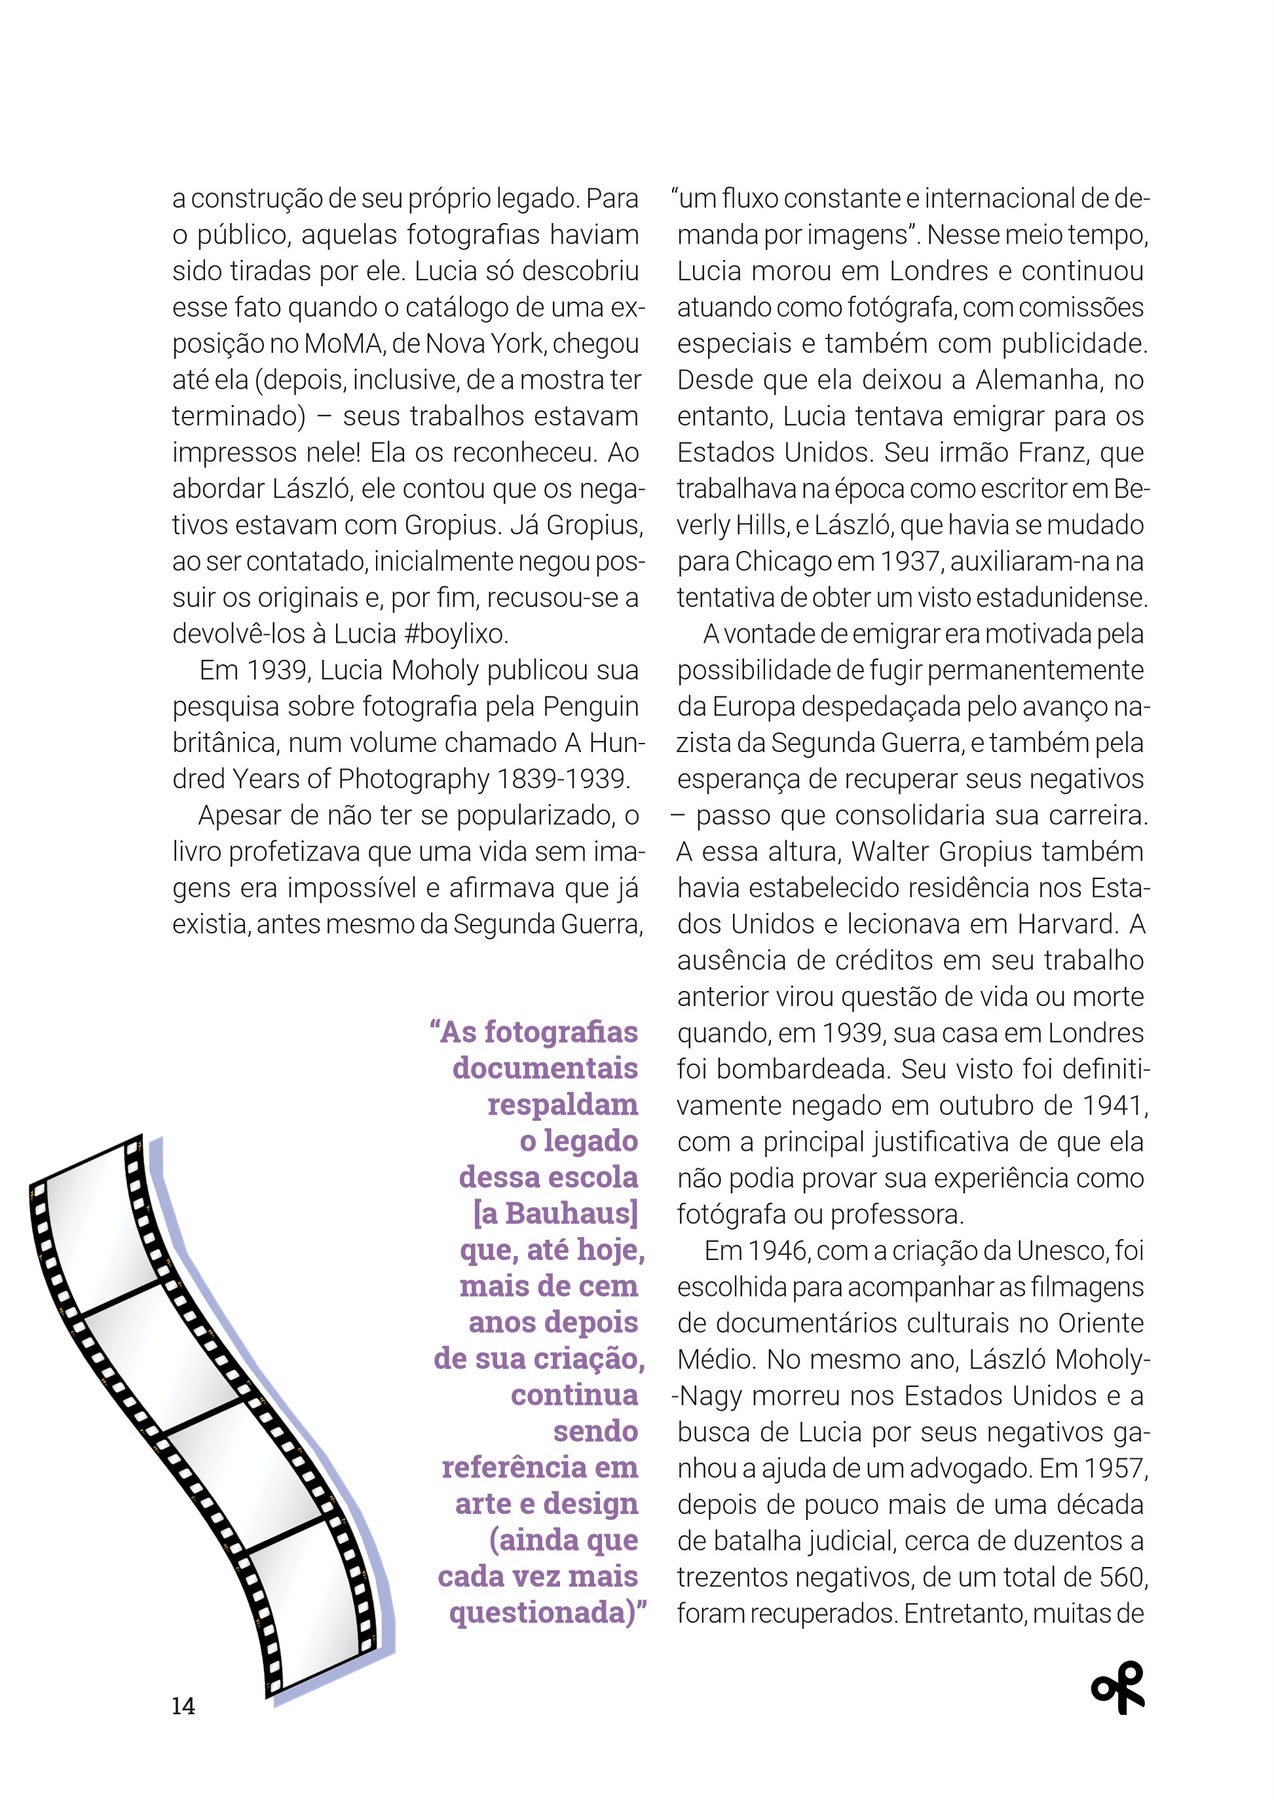 a construção de seu próprio legado. Para
o público, aquelas fotografias haviam
sido tiradas por ele. Lucia só descobriu
esse fato quando o catálogo de uma ex-
posição no MoMA, de Nova York, chegou
até ela (depois, inclusive, de a mostra ter
terminado) – seus trabalhos estavam
impressos nele! Ela os reconheceu. Ao
abordar László, ele contou que os nega-
tivos estavam com Gropius. Já Gropius,
ao ser contatado, inicialmente negou pos-
suir os originais e, por fim, recusou-se a
devolvê-los à Lucia #boylixo.
Em 1939, Lucia Moholy publicou sua
pesquisa sobre fotografia pela Penguin
britânica, num volume chamado A Hun-
dred Years of Photography 1839-1939.
Apesar de não ter se popularizado, o
livro profetizava que uma vida sem ima-
gens era impossível e afirmava que já
existia, antes mesmo da Segunda Guerra,
“As fotografias
documentais
respaldam
o legado
dessa escola
[a Bauhaus]
que, até hoje,
mais de cem
anos depois
de sua criação,
continua
sendo
referência em
arte e design
(ainda que
cada vez mais
questionada)”
“um fluxo constante e internacional de de-
manda por imagens”. Nesse meio tempo,
Lucia morou em Londres e continuou
atuando como fotógrafa, com comissões
especiais e também com publicidade.
Desde que ela deixou a Alemanha, no
entanto, Lucia tentava emigrar para os
Estados Unidos. Seu irmão Franz, que
trabalhava na época como escritor em Be-
verly Hills, e László, que havia se mudado
para Chicago em 1937, auxiliaram-na na
tentativa de obter um visto estadunidense.
A vontade de emigrar era motivada pela
possibilidade de fugir permanentemente
da Europa despedaçada pelo avanço na-
zista da Segunda Guerra, e também pela
esperança de recuperar seus negativos
– passo que consolidaria sua carreira.
A essa altura, Walter Gropius também
havia estabelecido residência nos Esta-
dos Unidos e lecionava em Harvard. A
ausência de créditos em seu trabalho
anterior virou questão de vida ou morte
quando, em 1939, sua casa em Londres
foi bombardeada. Seu visto foi definiti-
vamente negado em outubro de 1941,
com a principal justificativa de que ela
não podia provar sua experiência como
fotógrafa ou professora.
Em 1946, com a criação da Unesco, foi
escolhida para acompanhar as filmagens
de documentários culturais no Oriente
Médio. No mesmo ano, László Moholy-
-Nagy morreu nos Estados Unidos e a
busca de Lucia por seus negativos ga-
nhou a ajuda de um advogado. Em 1957,
depois de pouco mais de uma década
de batalha judicial, cerca de duzentos a
trezentos negativos, de um total de 560,
foram recuperados. Entretanto, muitas de
14